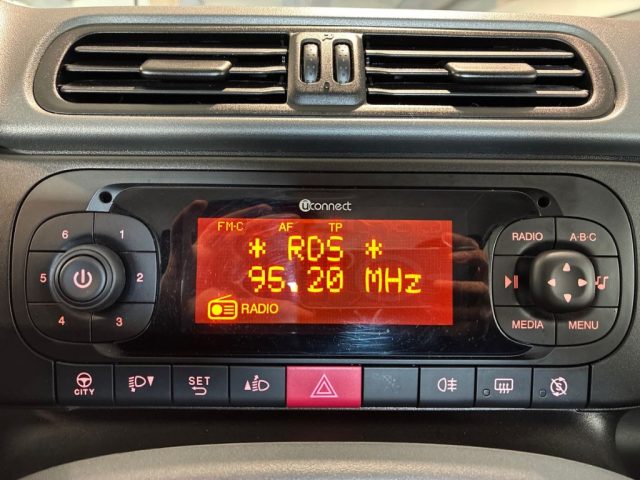 uconnect
FM-C AF TP
* RDS *
95.20 MHz
RADIO
6 1
5 2
4 3
RADIO A·B·C
MEDIA MENU
CITY
SET